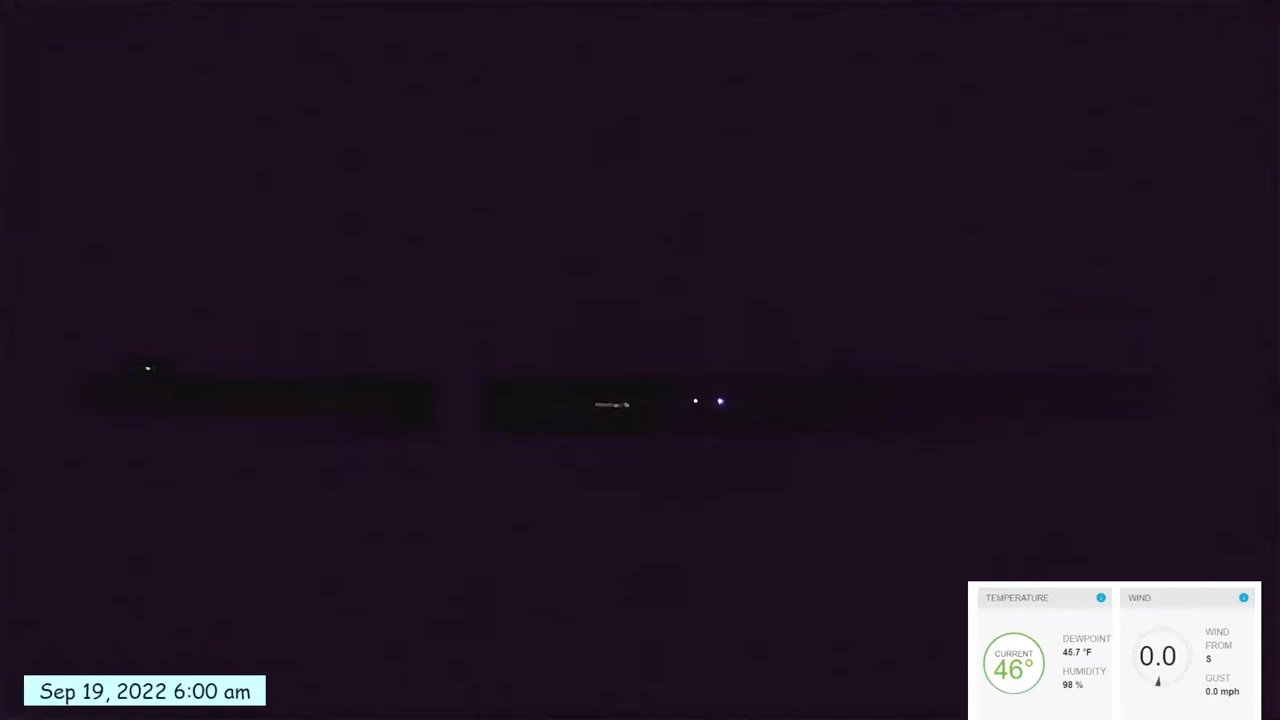 TEMPERATURE
CURRENT
46°
DEWPOINT
45.7 °F
HUMIDITY
98 %
WIND
0.0
WIND
FROM
S
GUST
0.0 mph
Sep 19, 2022 6:00 am